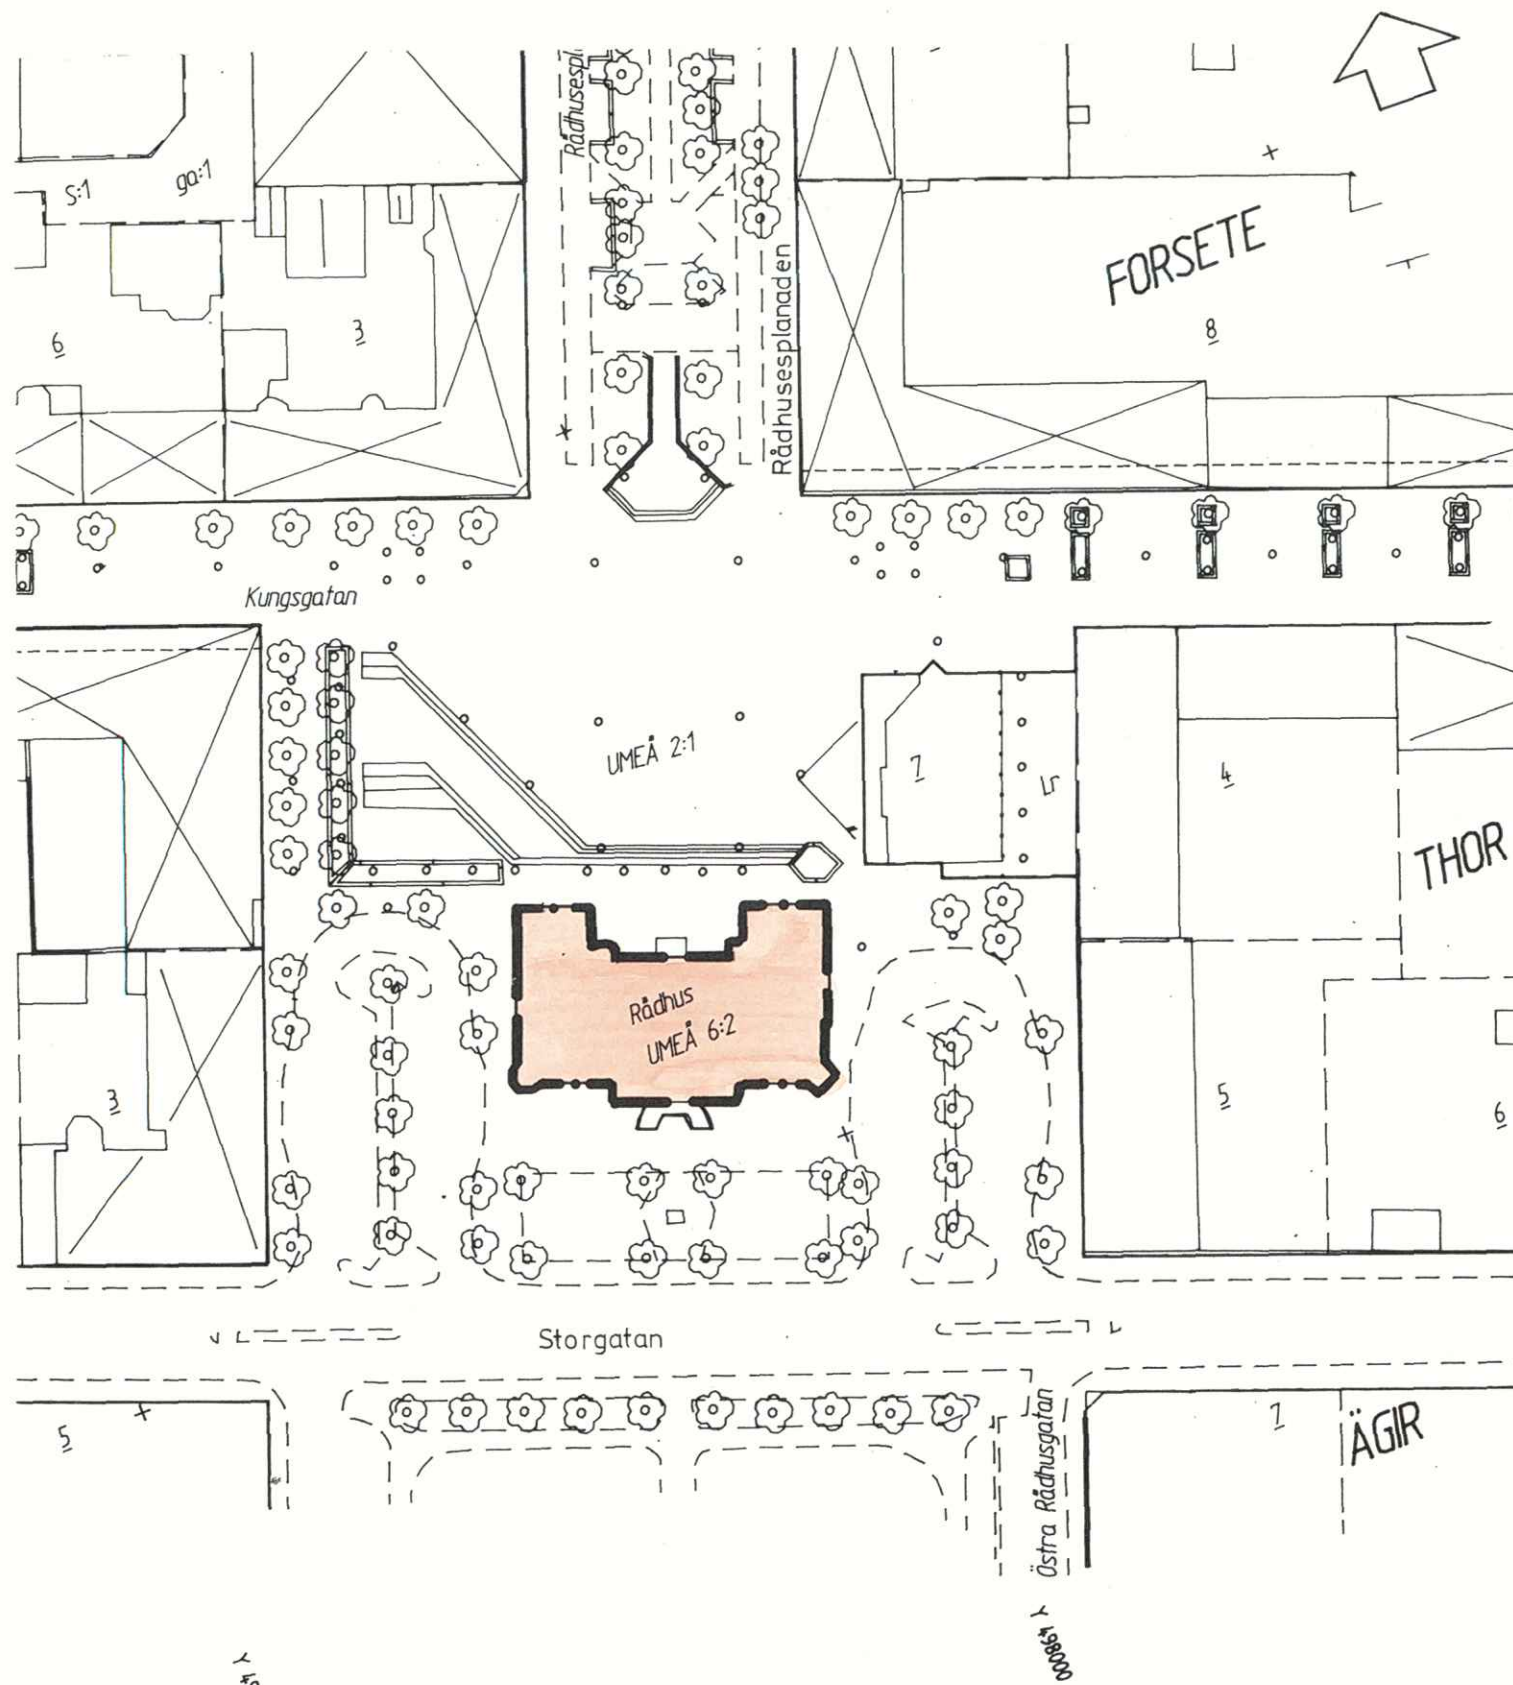 Rådhusespl
S:1
ga:1
FORSETE
Rådhusesplanaden
6
3
8
Kungsgatan
UMEÅ 2:1
7
4
THOR
Rådhus
UMEÅ 6:2
3
5
6
Storgatan
5
7
ÄGIR
Östra Rådhusgatan
Y 498000